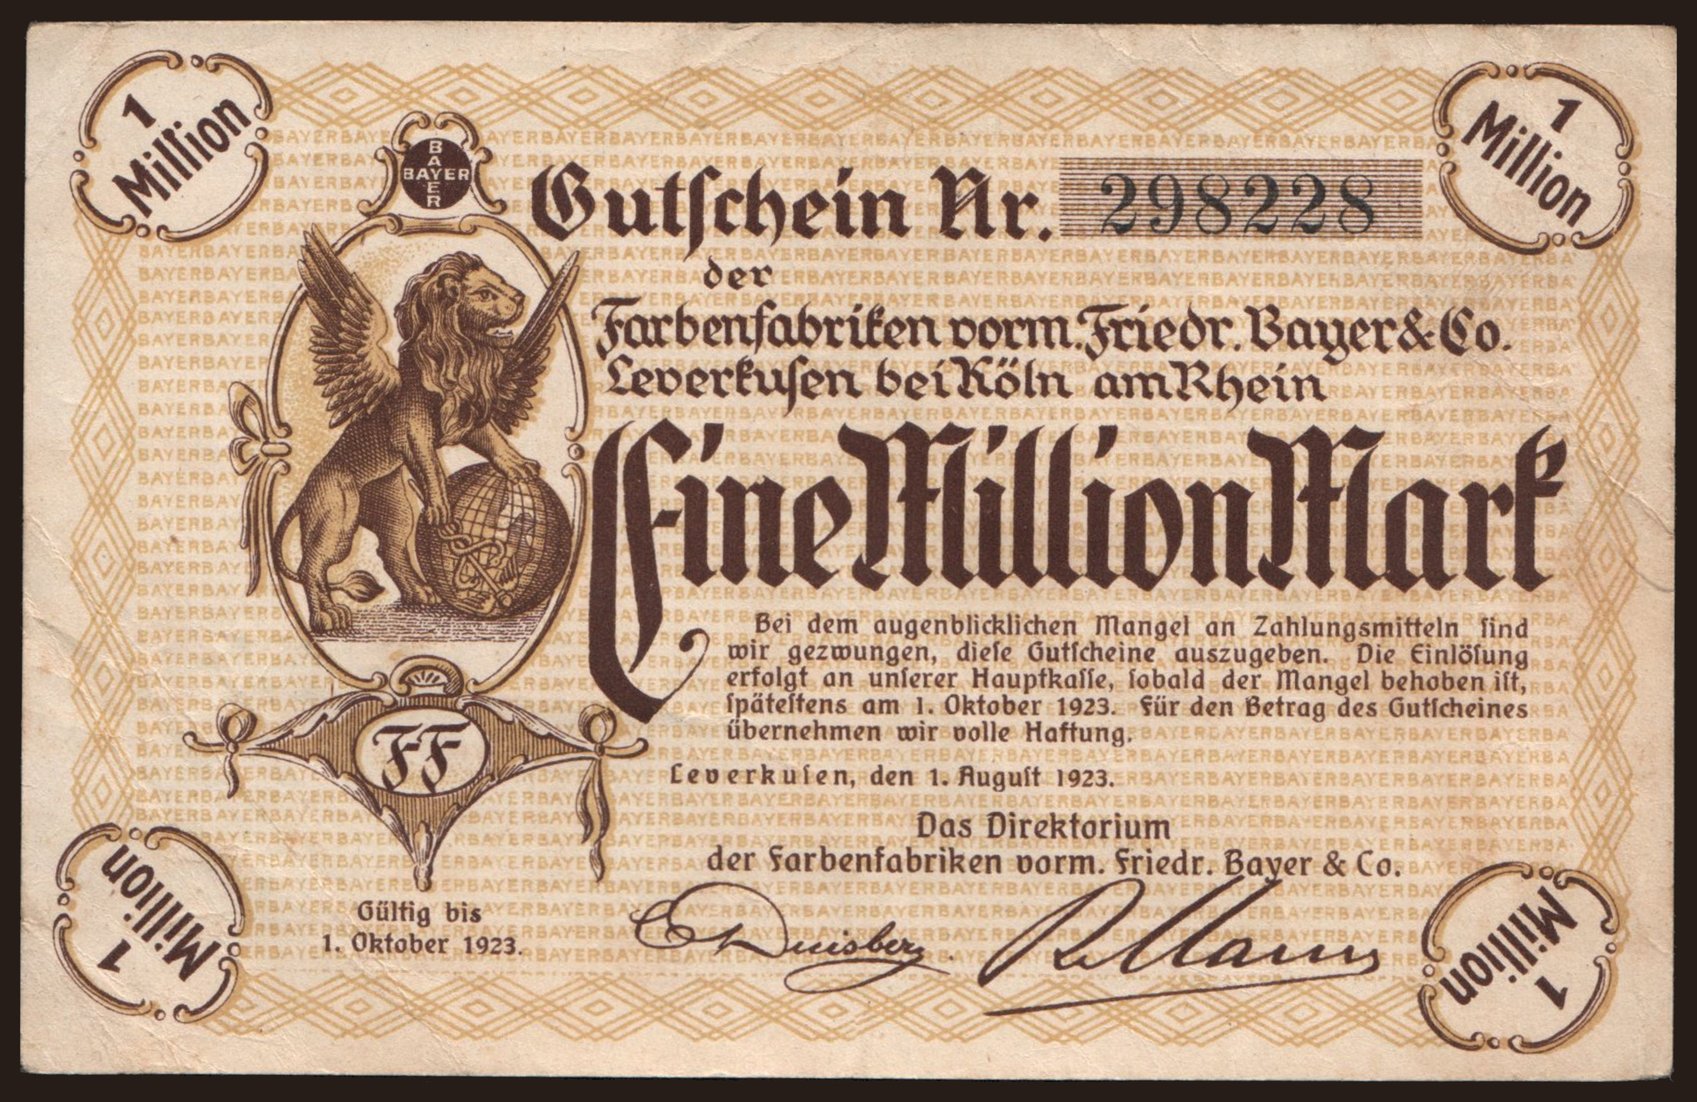 1 Million
1 Million
BAYER
BAYER
Gutschein Nr. 298228
der
Farbenfabriken vorm. Friedr. Bayer & Co.
Leverkusen bei Köln am Rhein
Eine Million Mark
Bei dem augenblicklichen Mangel an Zahlungsmitteln sind
wir gezwungen, diese Gutscheine auszugeben. Die Einlösung
erfolgt an unserer Hauptkasse, sobald der Mangel behoben ist,
spätestens am 1. Oktober 1923. Für den Betrag des Gutscheines
übernehmen wir volle Haftung.
FF
Leverkusen, den 1. August 1923.
Das Direktorium
der Farbenfabriken vorm. Friedr. Bayer & Co.
Gültig bis
1. Oktober 1923.
C Duisberg. R Mann
1 Million
1 Million